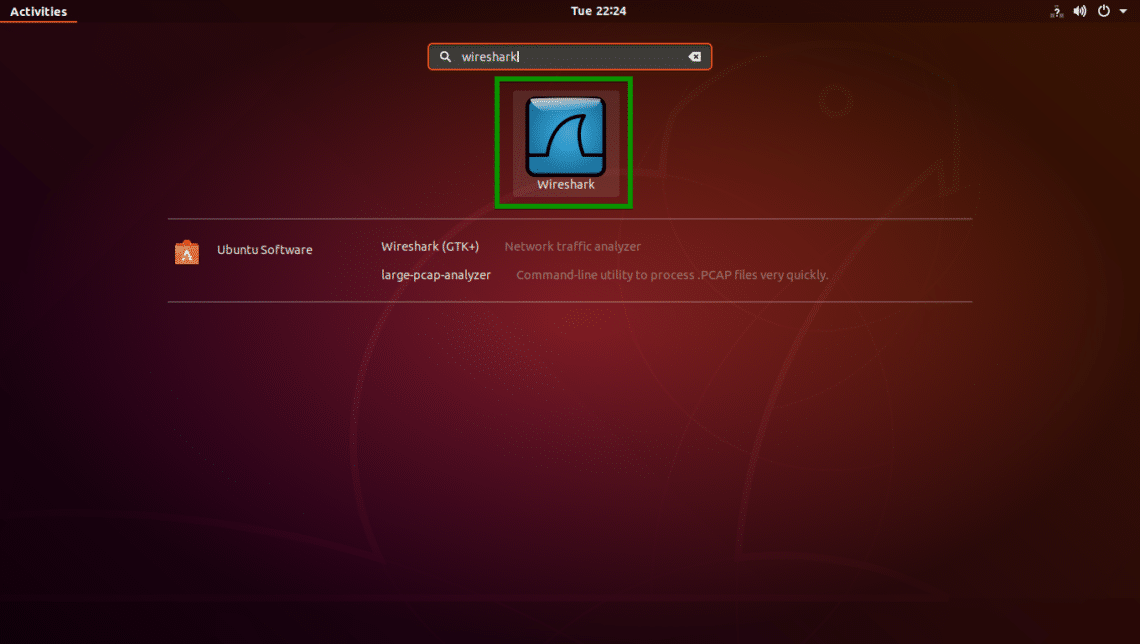 Activities
Tue 22:24
?
wireshark
Wireshark
Ubuntu Software
Wireshark (GTK+) Network traffic analyzer
large-pcap-analyzer Command-line utility to process .PCAP files very quickly.